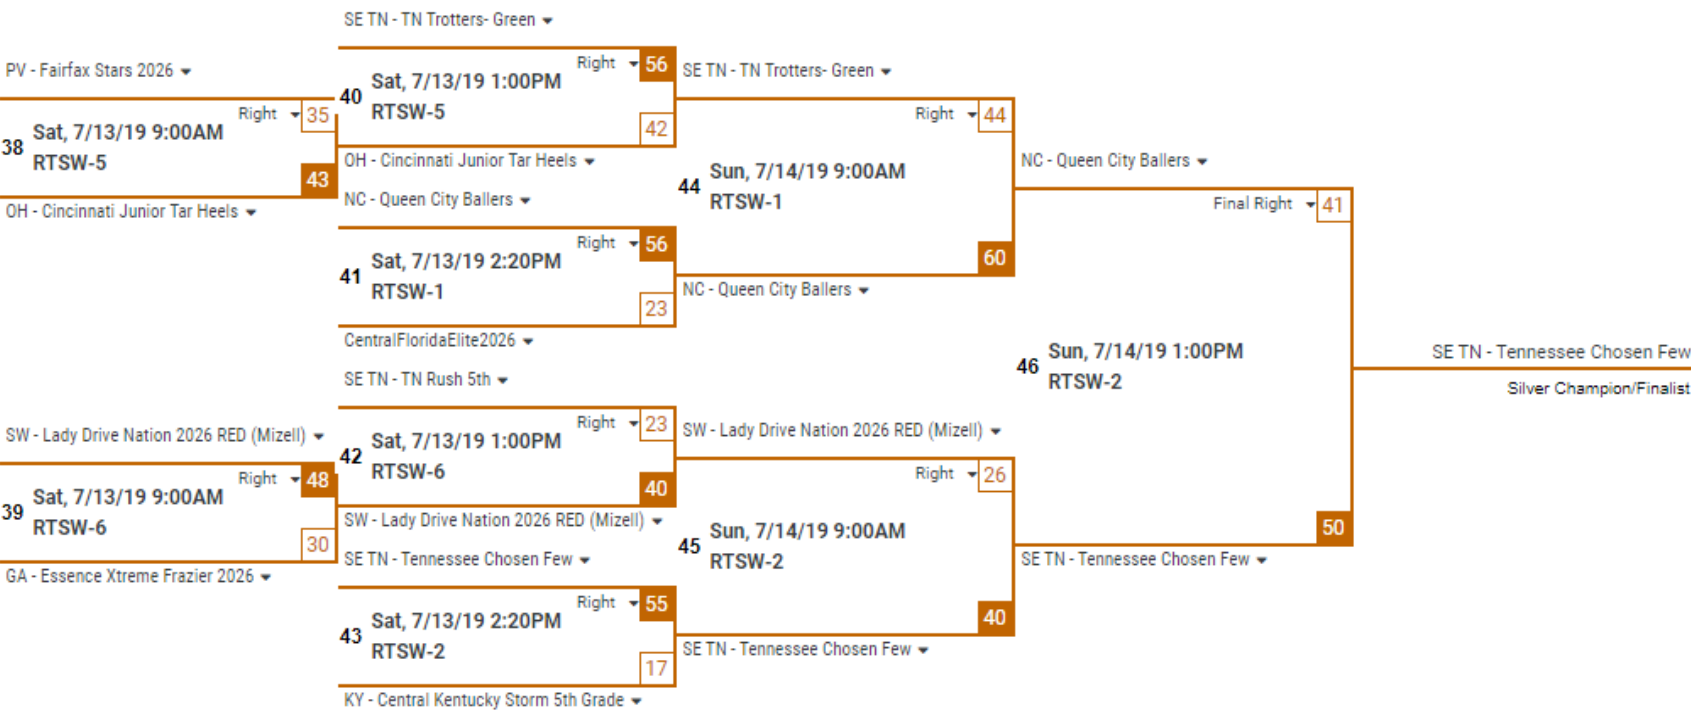 SE TN - TN Trotters- Green
PV - Fairfax Stars 2026
Right 35
38 Sat, 7/13/19 9:00AM
RTSW-5
43
OH - Cincinnati Junior Tar Heels
SW - Lady Drive Nation 2026 RED (Mizell)
Right 48
39 Sat, 7/13/19 9:00AM
RTSW-6
30
GA - Essence Xtreme Frazier 2026
Right 56
40 Sat, 7/13/19 1:00PM
RTSW-5
42
OH - Cincinnati Junior Tar Heels
NC - Queen City Ballers
Right 56
41 Sat, 7/13/19 2:20PM
RTSW-1
23
CentralFloridaElite2026
SE TN - TN Rush 5th
Right 23
42 Sat, 7/13/19 1:00PM
RTSW-6
40
SW - Lady Drive Nation 2026 RED (Mizell)
SE TN - Tennessee Chosen Few
Right 55
43 Sat, 7/13/19 2:20PM
RTSW-2
17
KY - Central Kentucky Storm 5th Grade
SE TN - TN Trotters- Green
Right 44
44 Sun, 7/14/19 9:00AM
RTSW-1
60
NC - Queen City Ballers
SW - Lady Drive Nation 2026 RED (Mizell)
Right 26
45 Sun, 7/14/19 9:00AM
RTSW-2
40
SE TN - Tennessee Chosen Few
NC - Queen City Ballers
Final Right 41
46 Sun, 7/14/19 1:00PM
RTSW-2
50
SE TN - Tennessee Chosen Few
SE TN - Tennessee Chosen Few
Silver Champion/Finalist